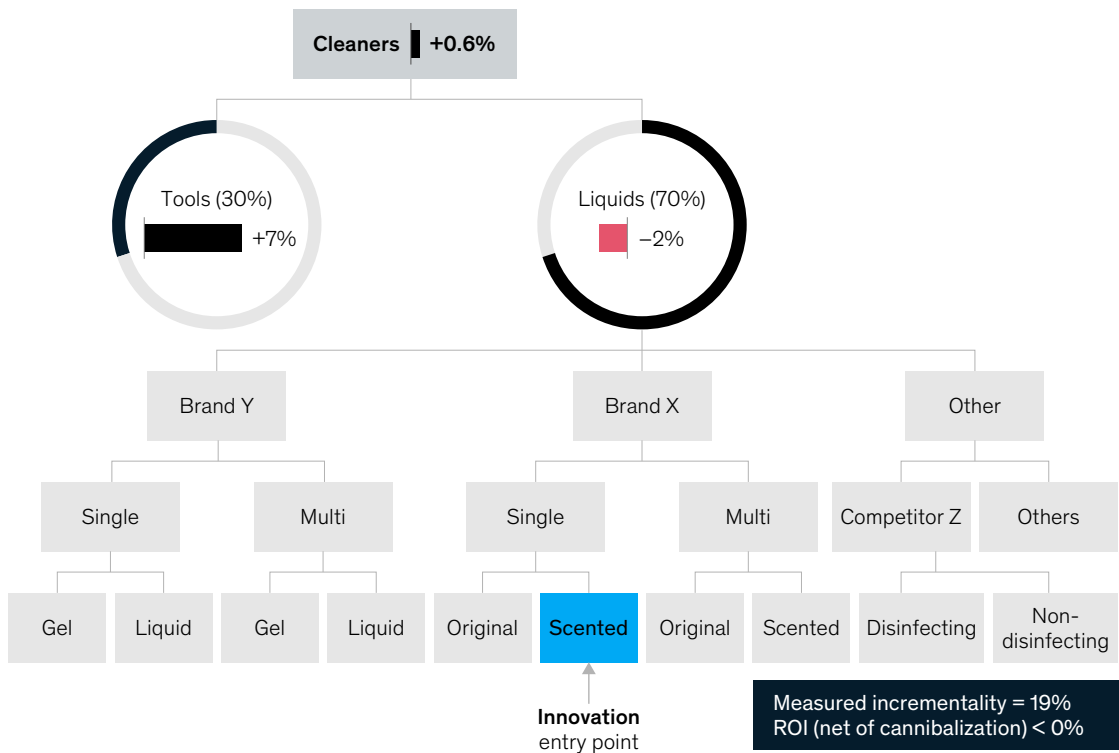 Cleaners +0.6%
Tools (30%)
+7%
Liquids (70%)
–2%
Brand Y
Brand X
Other
Single
Multi
Single
Multi
Competitor Z
Others
Gel
Liquid
Gel
Liquid
Original
Scented
Original
Scented
Disinfecting
Non-
disinfecting
Innovation
entry point
Measured incrementality = 19%
ROI (net of cannibalization) < 0%